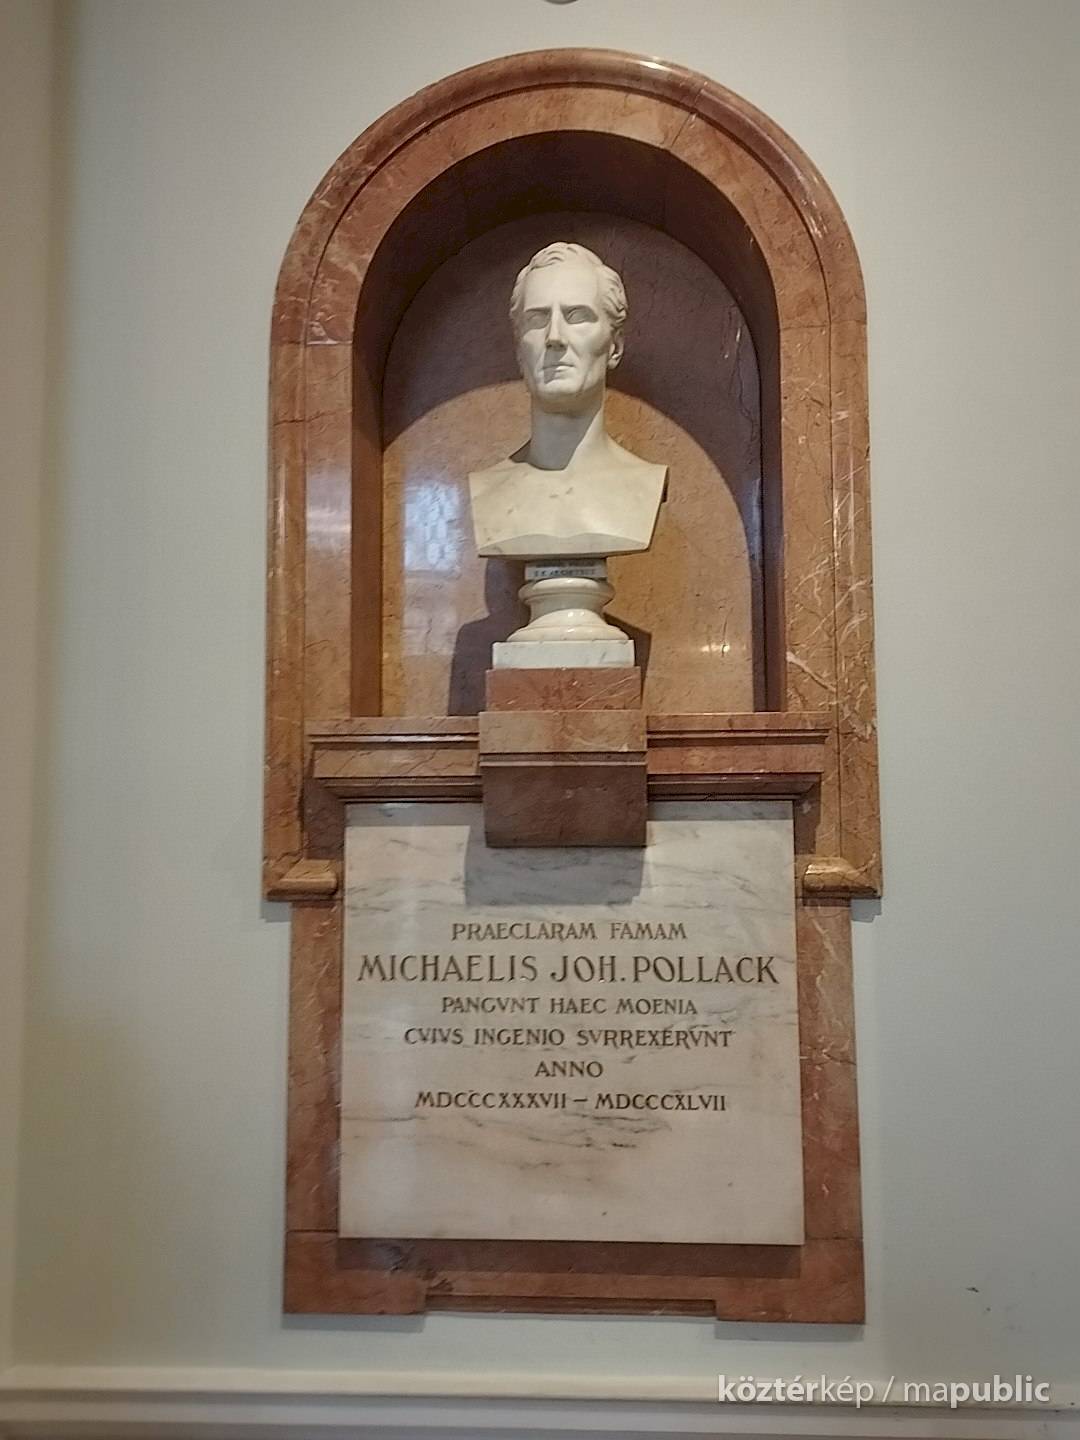 PRAECLARAM FAMAM
MICHAELIS JOH. POLLACK
PANGVNT HAEC MOENIA
CVIVS INGENIO SVRREXERVNT
ANNO
MDCCCXXXVII – MDCCCXLVII
köztérkép / mapublic